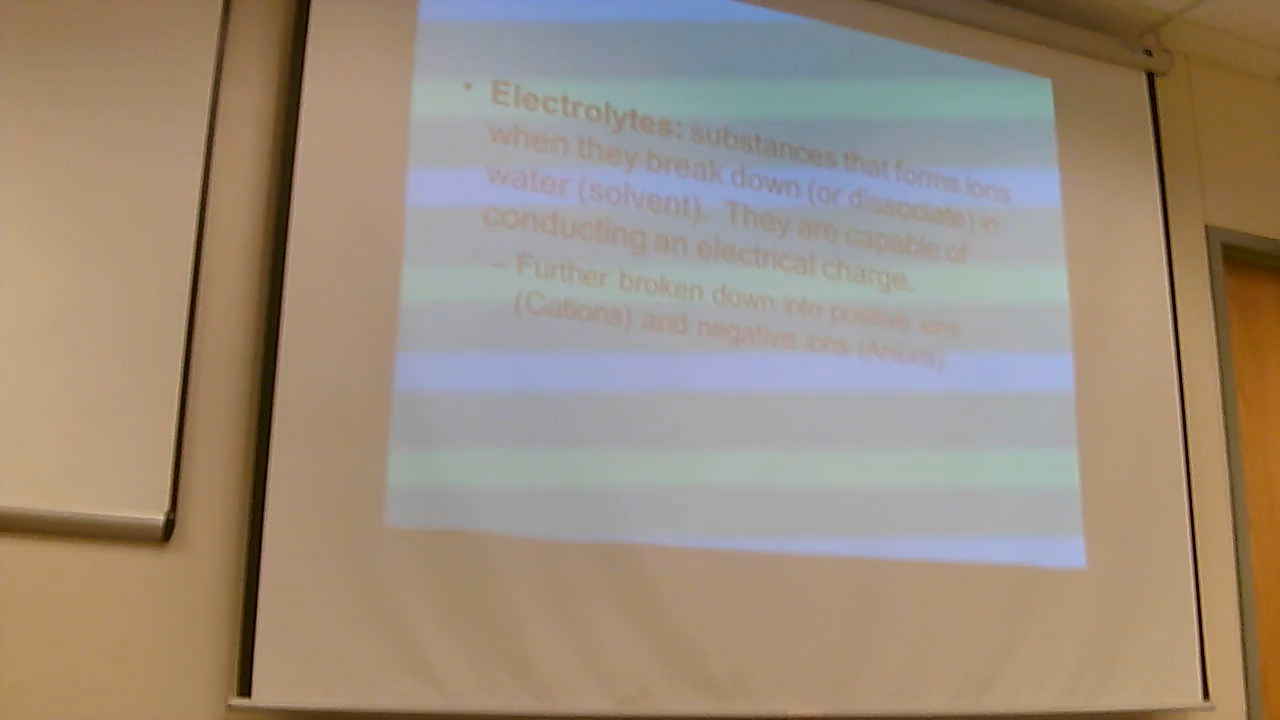 • Electrolytes: substances that forms ions
when they break down (or dissociate) in
water (solvent). They are capable of
conducting an electrical charge.
– Further broken down into positive ions
(Cations) and negative ions (Anions)